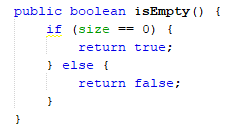 public boolean isEmpty() {
    if (size == 0) {
        return true;
    } else {
        return false;
    }
}